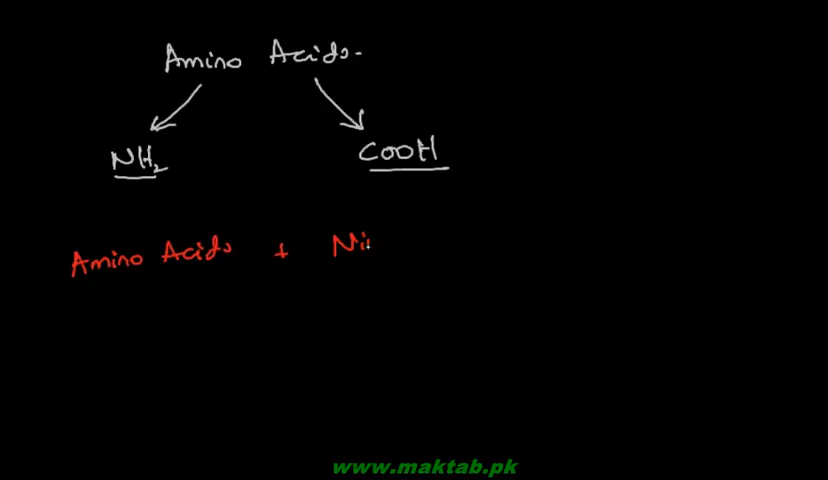 Amino Acids.
NH₂ COOH
Amino Acids + Ni
www.maktab.pk